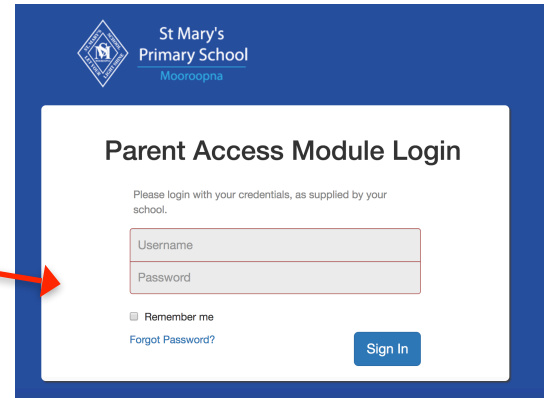 St Mary's
Primary School
Mooroopna
Parent Access Module Login
Please login with your credentials, as supplied by your
school.
Username
Password
Remember me
Forgot Password?
Sign In